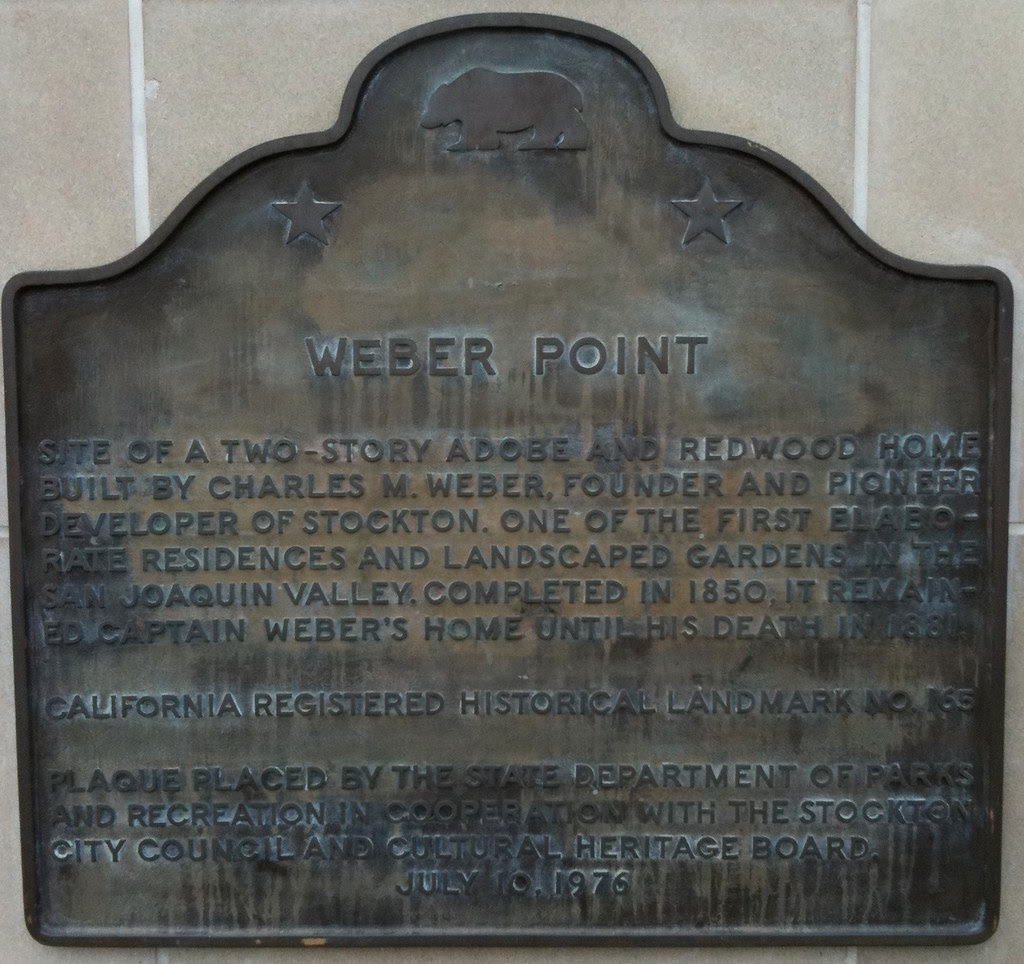 WEBER POINT
SITE OF A TWO-STORY ADOBE AND REDWOOD HOME
BUILT BY CHARLES M. WEBER, FOUNDER AND PIONEER
DEVELOPER OF STOCKTON. ONE OF THE FIRST ELABO-
RATE RESIDENCES AND LANDSCAPED GARDENS IN THE
SAN JOAQUIN VALLEY. COMPLETED IN 1850, IT REMAIN-
ED CAPTAIN WEBER'S HOME UNTIL HIS DEATH IN 1881.
CALIFORNIA REGISTERED HISTORICAL LANDMARK NO. 165
PLAQUE PLACED BY THE STATE DEPARTMENT OF PARKS
AND RECREATION IN COOPERATION WITH THE STOCKTON
CITY COUNCIL AND CULTURAL HERITAGE BOARD,
JULY 10, 1976